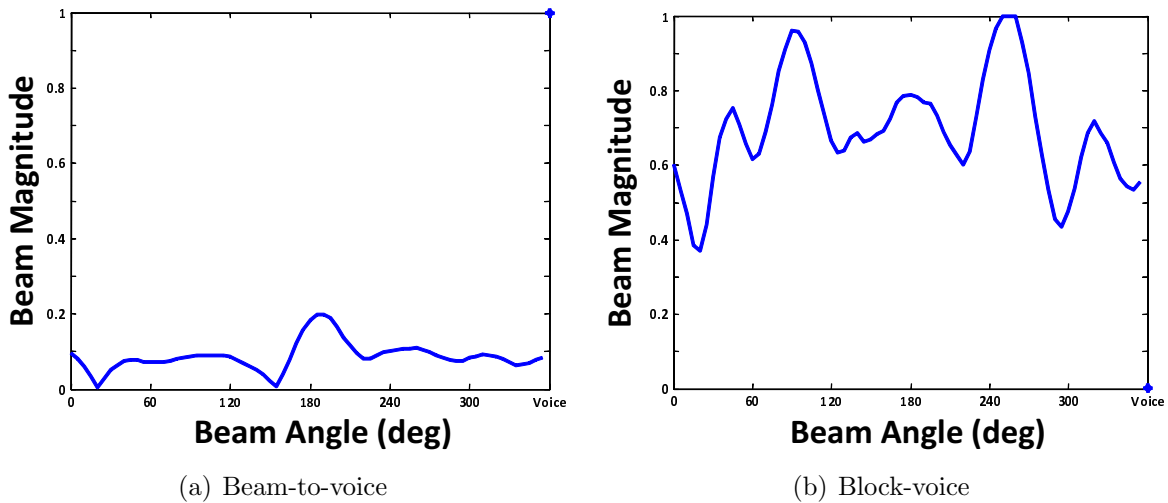 1
0.8
0.6
0.4
0.2
0
Beam Magnitude
0 60 120 180 240 300 Voice
Beam Angle (deg)
(a) Beam-to-voice
1
0.8
0.6
0.4
0.2
0
Beam Magnitude
0 60 120 180 240 300 Voice
Beam Angle (deg)
(b) Block-voice